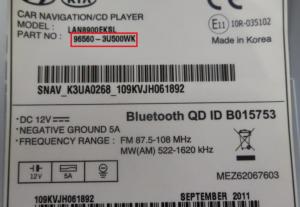 KIA
CAR NAVIGATION/CD PLAYER
MODEL : LAN8900EKSL
PART NO : 96560-3U500WK
E11 10R-035102
Made in Korea
SNAV_K3UA0268_109KVJH061892
* DC 12V
* NEGATIVE GROUND 5A
* FREQUENCY RANGE : FM 87.5-108 MHz
MW(AM) 522-1620 kHz
Bluetooth QD ID B015753
12V 5A
MEZ62067603
109KVJH061892
SEPTEMBER 2011